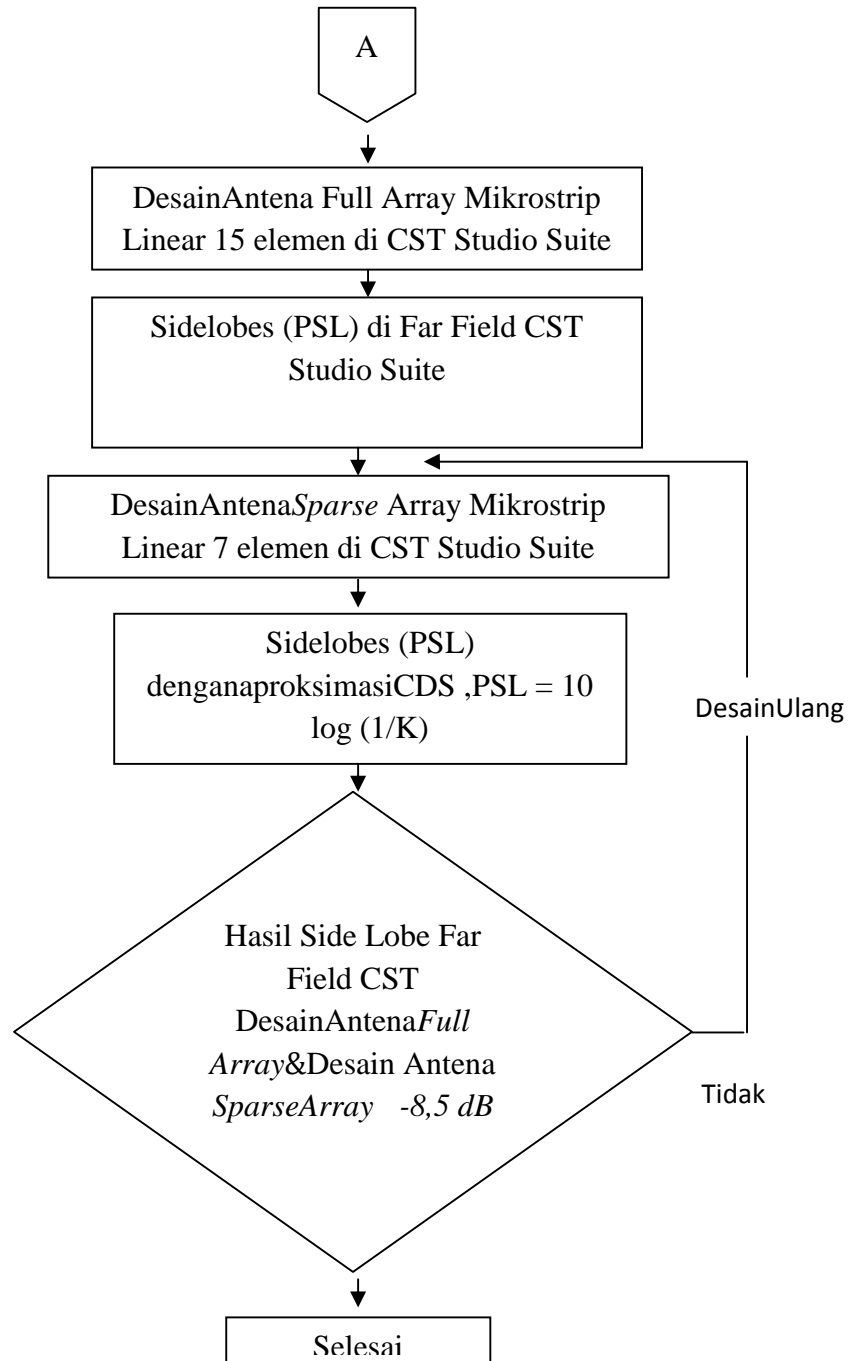 A
DesainAntena Full Array Mikrostrip
Linear 15 elemen di CST Studio Suite
Sidelobes (PSL) di Far Field CST
Studio Suite
DesainAntenaSparse Array Mikrostrip
Linear 7 elemen di CST Studio Suite
Sidelobes (PSL)
denganaproksimasiCDS ,PSL = 10
log (1/K)
DesainUlang
Hasil Side Lobe Far
Field CST
DesainAntenaFull
Array&Desain Antena
SparseArray -8,5 dB
Tidak
Selesai